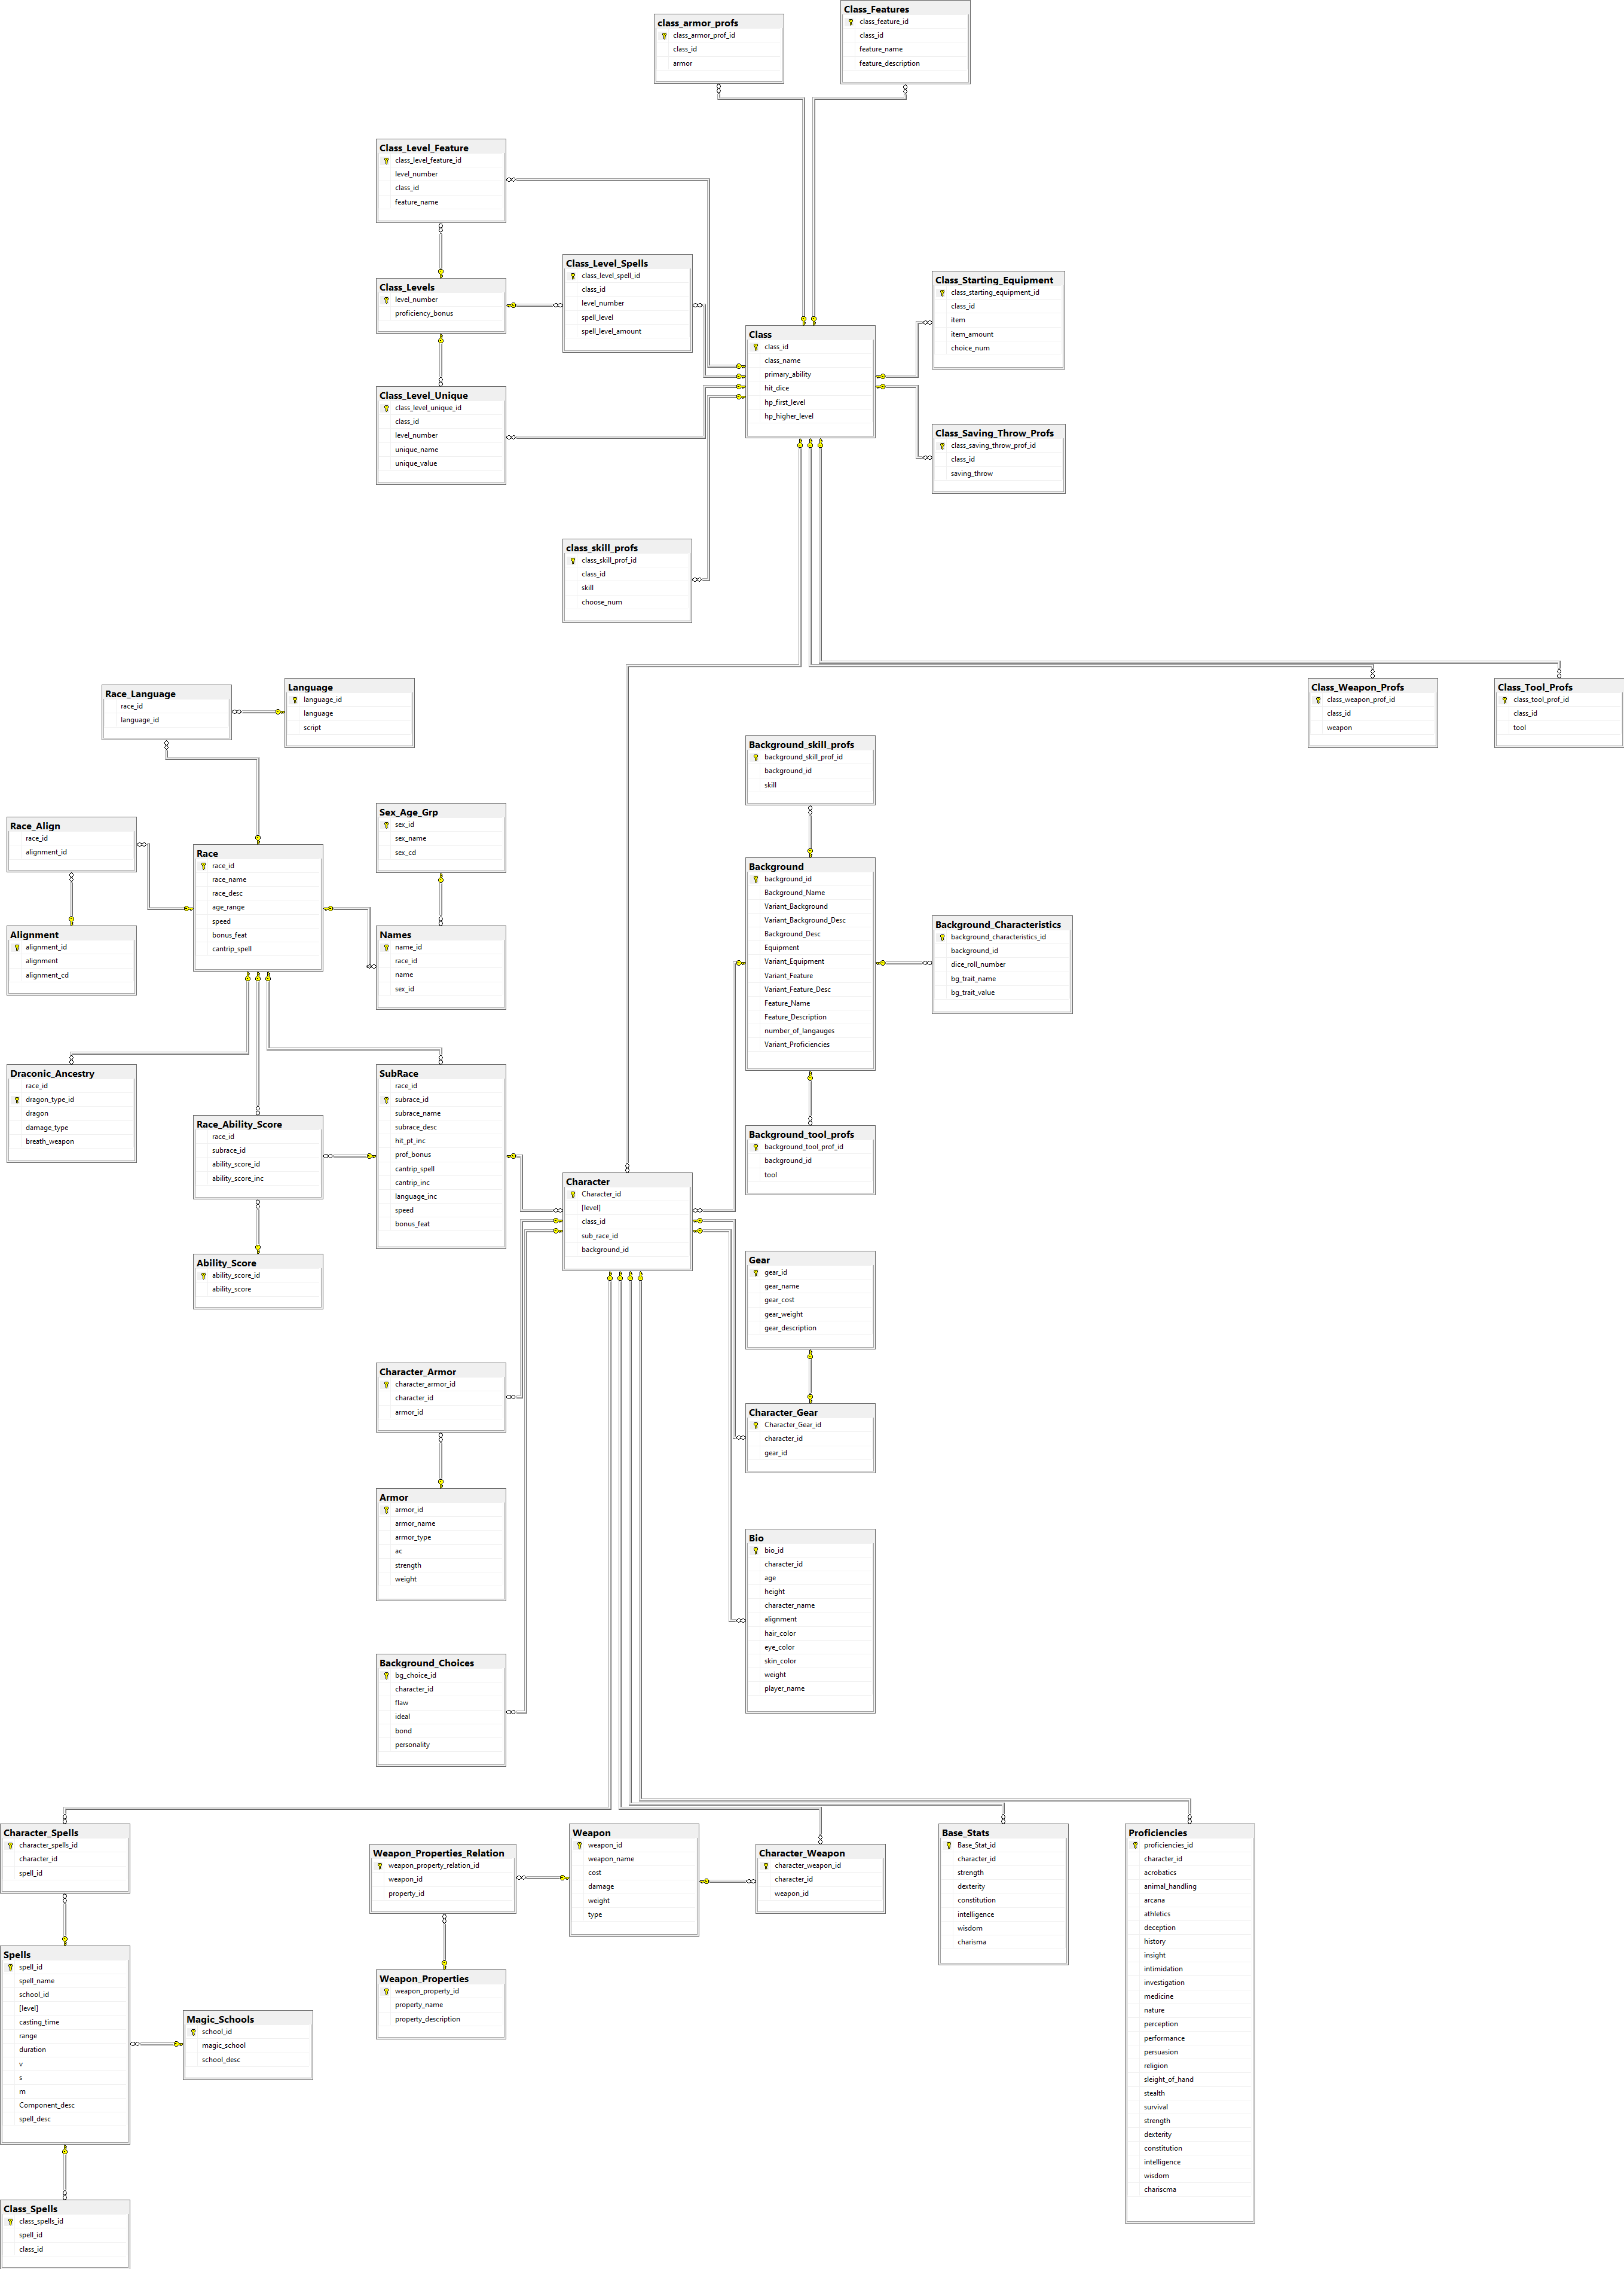 class_armor_profs
class_armor_prof_id
class_id
armor
Class_Features
class_feature_id
class_id
feature_name
feature_description
Class_Level_Feature
class_level_feature_id
level_number
class_id
feature_name
Class_Level_Spells
class_level_spell_id
class_id
level_number
spell_level
spell_level_amount
Class_Levels
level_number
proficiency_bonus
Class_Starting_Equipment
class_starting_equipment_id
class_id
item
item_amount
choice_num
Class
class_id
class_name
primary_ability
hit_dice
hp_first_level
hp_higher_level
Class_Level_Unique
class_level_unique_id
class_id
level_number
unique_name
unique_value
Class_Saving_Throw_Profs
class_saving_throw_prof_id
class_id
saving_throw
class_skill_profs
class_skill_prof_id
class_id
skill
choose_num
Race_Language
race_id
language_id
Language
language_id
language
script
Class_Weapon_Profs
class_weapon_prof_id
class_id
weapon
Class_Tool_Profs
class_tool_prof_id
class_id
tool
Background_skill_profs
background_skill_prof_id
background_id
skill
Race_Align
race_id
alignment_id
Sex_Age_Grp
sex_id
sex_name
sex_cd
Race
race_id
race_name
race_desc
age_range
speed
bonus_feat
cantrip_spell
Background
background_id
Background_Name
Variant_Background
Variant_Background_Desc
Background_Desc
Equipment
Variant_Equipment
Variant_Feature
Variant_Feature_Desc
Feature_Name
Feature_Description
number_of_langauges
Variant_Proficiencies
Background_Characteristics
background_characteristics_id
background_id
dice_roll_number
bg_trait_name
bg_trait_value
Alignment
alignment_id
alignment
alignment_cd
Names
name_id
race_id
name
sex_id
Draconic_Ancestry
race_id
dragon_type_id
dragon
damage_type
breath_weapon
SubRace
race_id
subrace_id
subrace_name
subrace_desc
hit_pt_inc
prof_bonus
cantrip_spell
cantrip_inc
language_inc
speed
bonus_feat
Race_Ability_Score
race_id
subrace_id
ability_score_id
ability_score_inc
Background_tool_profs
background_tool_prof_id
background_id
tool
Character
Character_id
[level]
class_id
sub_race_id
background_id
Ability_Score
ability_score_id
ability_score
Gear
gear_id
gear_name
gear_cost
gear_weight
gear_description
Character_Armor
character_armor_id
character_id
armor_id
Character_Gear
Character_Gear_id
character_id
gear_id
Armor
armor_id
armor_name
armor_type
ac
strength
weight
Bio
bio_id
character_id
age
height
character_name
alignment
hair_color
eye_color
skin_color
weight
player_name
Background_Choices
bg_choice_id
character_id
flaw
ideal
bond
personality
Character_Spells
character_spells_id
character_id
spell_id
Weapon_Properties_Relation
weapon_property_relation_id
weapon_id
property_id
Weapon
weapon_id
weapon_name
cost
damage
weight
type
Character_Weapon
character_weapon_id
character_id
weapon_id
Base_Stats
Base_Stat_id
character_id
strength
dexterity
constitution
intelligence
wisdom
charisma
Proficiencies
proficiencies_id
character_id
acrobatics
animal_handling
arcana
athletics
deception
history
insight
intimidation
investigation
medicine
nature
perception
performance
persuasion
religion
sleight_of_hand
stealth
survival
strength
dexterity
constitution
intelligence
wisdom
chariscma
Spells
spell_id
spell_name
school_id
[level]
casting_time
range
duration
v
s
m
Component_desc
spell_desc
Weapon_Properties
weapon_property_id
property_name
property_description
Magic_Schools
school_id
magic_school
school_desc
Class_Spells
class_spells_id
spell_id
class_id